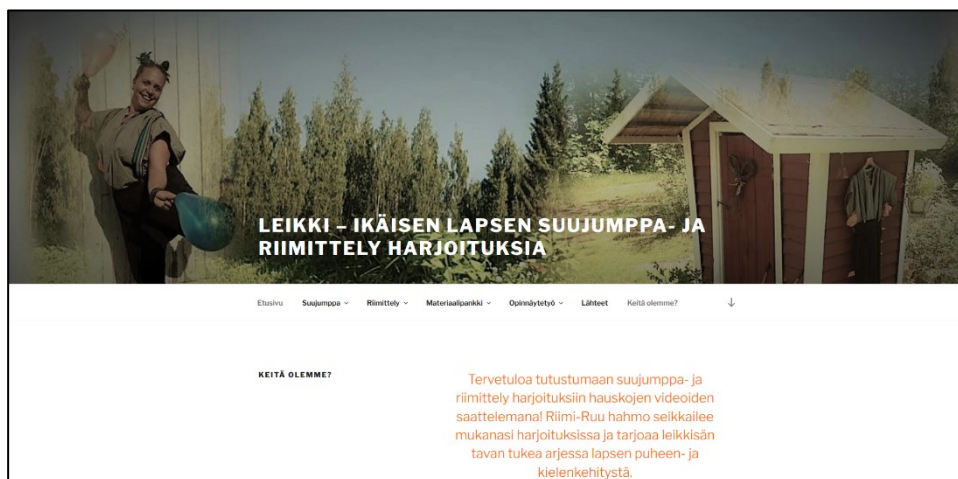 LEIKKI – IKÄISEN LAPSEN SUUJUMPPA- JA
RIIMITTELY HARJOITUKSIA
Etusivu Suujumppa Riimittely Materiaalipankki Opinnäytetyö Lähteet Keitä olemme?
KEITÄ OLEMME?
Tervetuloa tutustumaan suujumppa- ja
riimittely harjoituksiin hauskojen videoiden
saattelemana! Riimi-Ruu hahmo seikkailee
mukanasi harjoituksissa ja tarjoaa leikkisän
tavan tukea arjessa lapsen puheen- ja
kielenkehitystä.